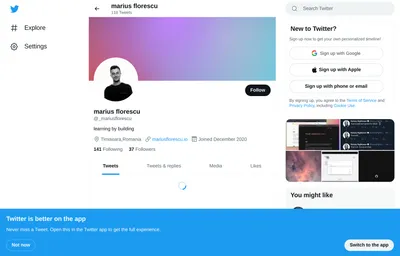 marius florescu
132 Tweets
Explore
Settings
Follow
marius florescu
@_mariusflorescu
learning by building
Timisoara,Romania mariusflorescu.io Joined December 2020
141 Following 37 Followers
Tweets Tweets & replies Media Likes
Search Twitter
New to Twitter?
Sign up now to get your own personalized timeline!
Sign up with Google
Sign up with Apple
Sign up with phone or email
By signing up, you agree to the Terms of Service and
Privacy Policy, including Cookie Use.
You might like
Twitter is better on the app
Never miss a Tweet. Open this in the Twitter app to get the full experience.
Not now
Switch to the app